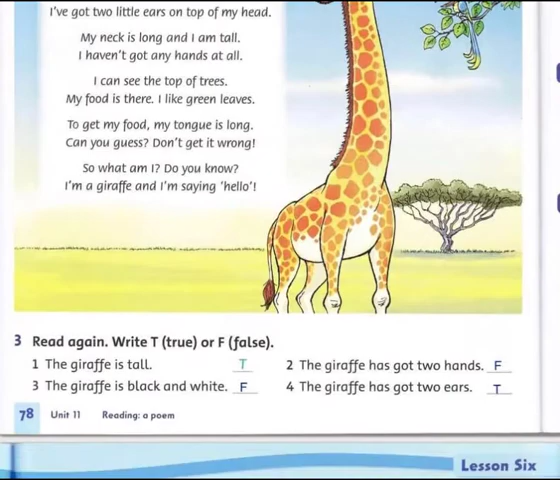 I've got two little ears on top of my head.
My neck is long and I am tall.
I haven't got any hands at all.
I can see the top of trees.
My food is there. I like green leaves.
To get my food, my tongue is long.
Can you guess? Don't get it wrong!
So what am I? Do you know?
I'm a giraffe and I'm saying 'hello'!
3 Read again. Write T (true) or F (false).
1 The giraffe is tall. T
2 The giraffe has got two hands. F
3 The giraffe is black and white. F
4 The giraffe has got two ears. T
78 Unit 11 Reading: a poem
Lesson Six